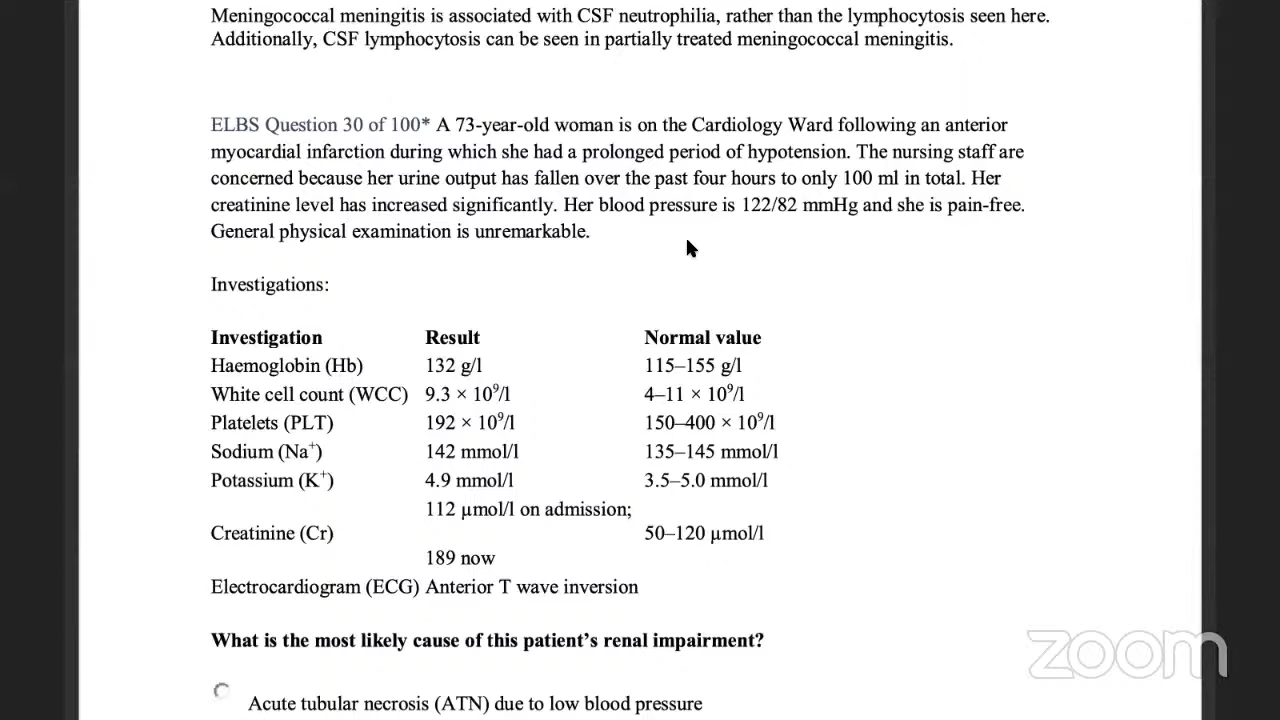 Meningococcal meningitis is associated with CSF neutrophilia, rather than the lymphocytosis seen here.
Additionally, CSF lymphocytosis can be seen in partially treated meningococcal meningitis.
ELBS Question 30 of 100* A 73-year-old woman is on the Cardiology Ward following an anterior
myocardial infarction during which she had a prolonged period of hypotension. The nursing staff are
concerned because her urine output has fallen over the past four hours to only 100 ml in total. Her
creatinine level has increased significantly. Her blood pressure is 122/82 mmHg and she is pain-free.
General physical examination is unremarkable.
Investigations:
Investigation Result Normal value
Haemoglobin (Hb) 132 g/l 115–155 g/l
White cell count (WCC) 9.3 × 10⁹/l 4–11 × 10⁹/l
Platelets (PLT) 192 × 10⁹/l 150–400 × 10⁹/l
Sodium (Na⁺) 142 mmol/l 135–145 mmol/l
Potassium (K⁺) 4.9 mmol/l 3.5–5.0 mmol/l
112 µmol/l on admission;
Creatinine (Cr) 50–120 µmol/l
189 now
Electrocardiogram (ECG) Anterior T wave inversion
What is the most likely cause of this patient's renal impairment?
Acute tubular necrosis (ATN) due to low blood pressure
zoom